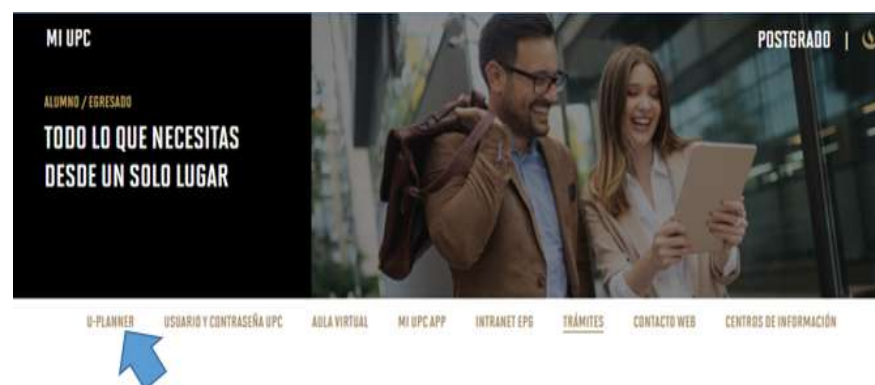 MI UPC
POSTGRADO |
ALUMNO / EGRESADO
TODO LO QUE NECESITAS
DESDE UN SOLO LUGAR
U-PLANNER USUARIO Y CONTRASEÑA UPC AULA VIRTUAL MI UPC APP INTRANET EPG TRÁMITES CONTACTO WEB CENTROS DE INFORMACIÓN